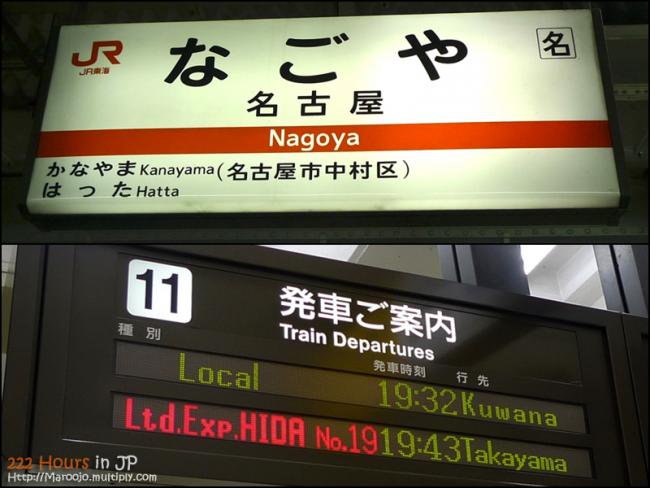 JR
JR東海
なごや
名
名古屋
Nagoya
かなやま Kanayama (名古屋市中村区)
はった Hatta
11
発車ご案内
Train Departures
種別 発車時刻 行先
Local 19:32 Kuwana
Ltd.Exp.HIDA No.19 19:43 Takayama
222 Hours in JP
Http://Maroojo.multiply.com